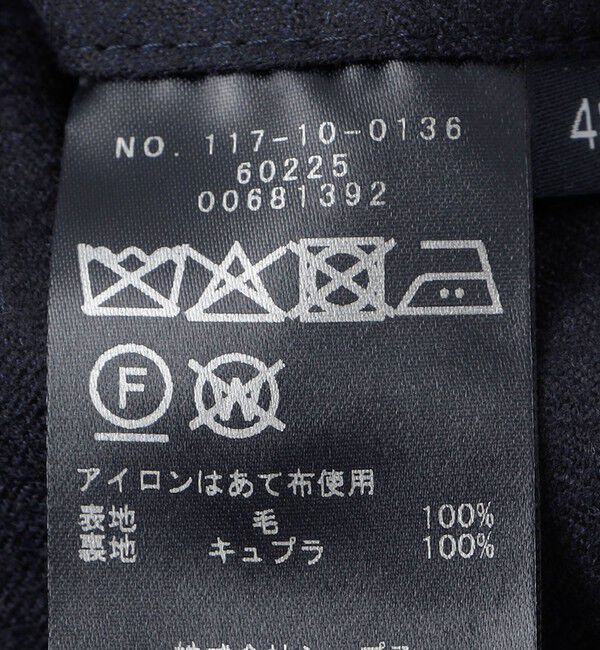 NO. 117-10-0136
60225
00681392
F W
アイロンはあて布使用
表地 毛 100%
裏地 キュプラ 100%